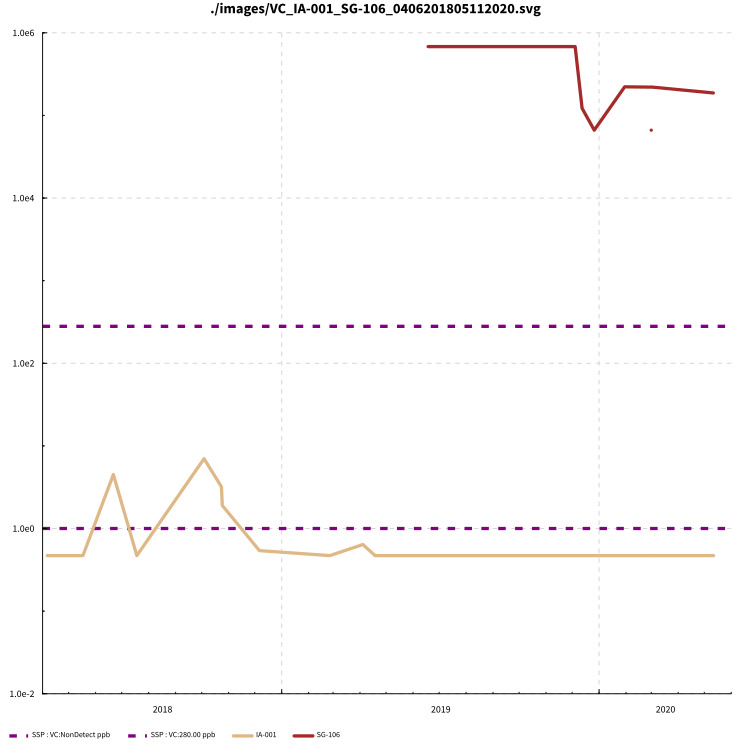 ./images/VC_IA-001_SG-106_0406201805112020.svg
1.0e6
1.0e4
1.0e2
1.0e0
1.0e-2
2018 2019 2020
SSP : VC:NonDetect ppb SSP : VC:280.00 ppb IA-001 SG-106